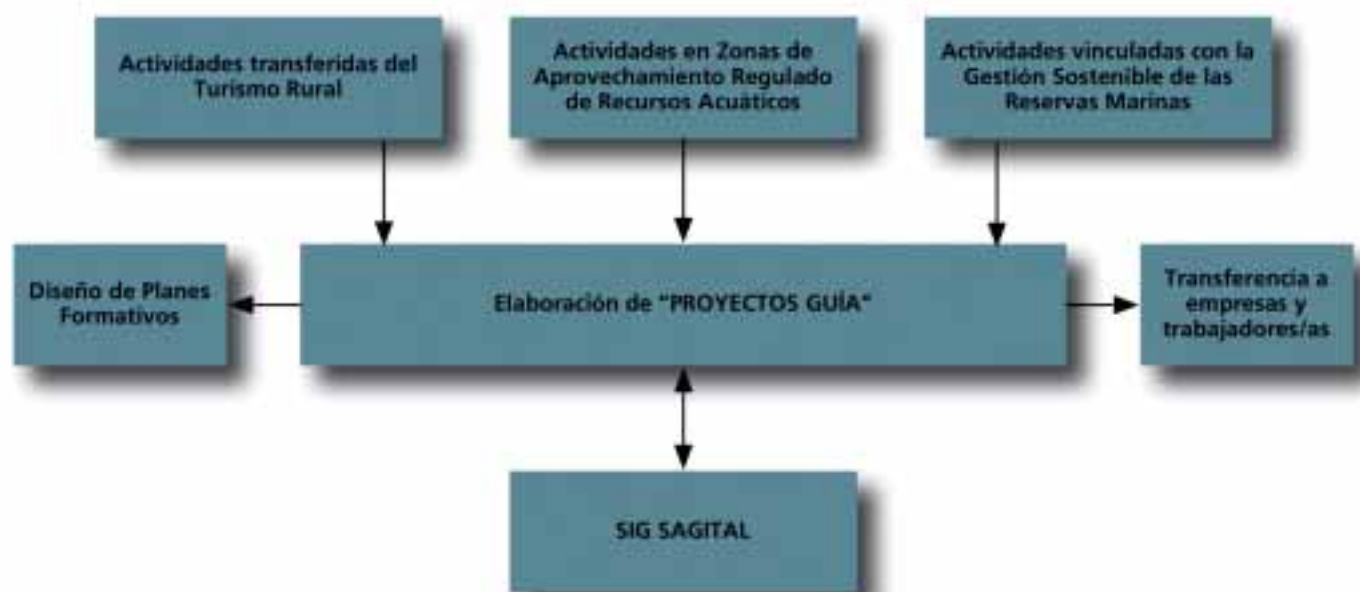 Actividades transferidas del
Turismo Rural
Actividades en Zonas de
Aprovechamiento Regulado
de Recursos Acuáticos
Actividades vinculadas con la
Gestión Sostenible de las
Reservas Marinas
Diseño de Planes
Formativos
Elaboración de "PROYECTOS GUÍA"
Transferencia a
empresas y
trabajadores/as
SIG SAGITAL